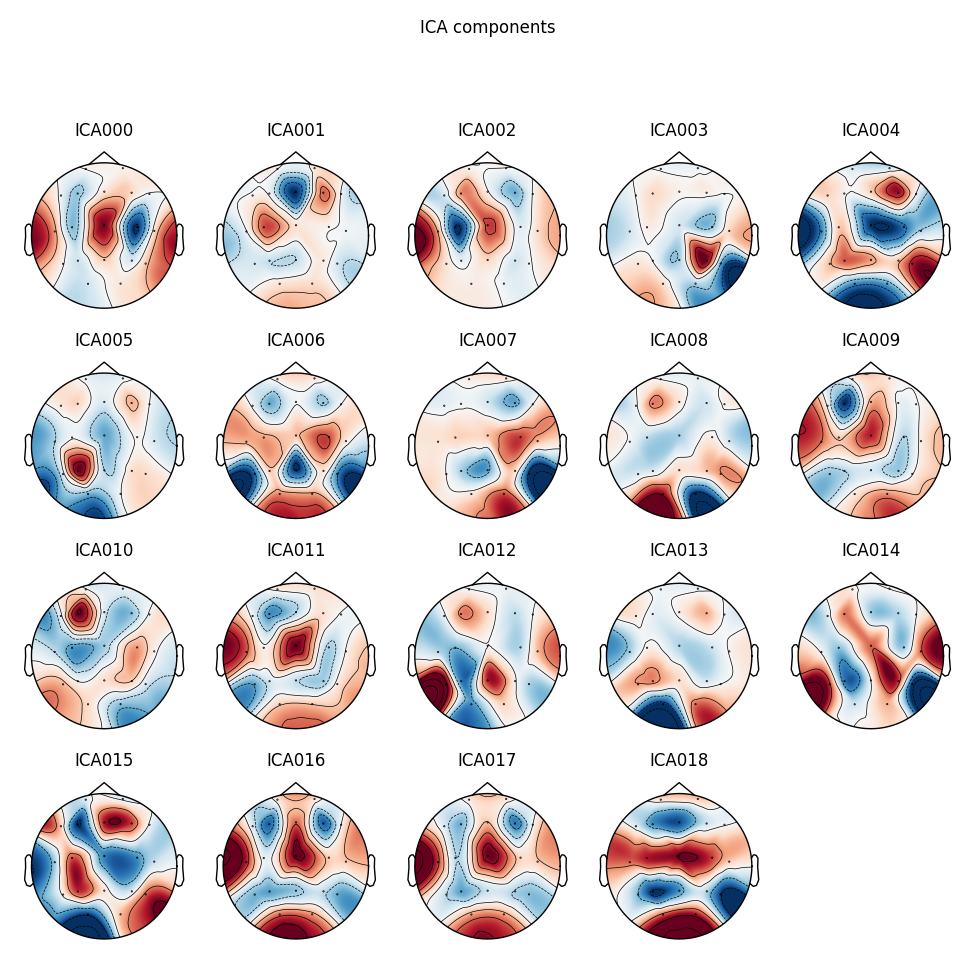 ICA components
ICA000 ICA001 ICA002 ICA003 ICA004
ICA005 ICA006 ICA007 ICA008 ICA009
ICA010 ICA011 ICA012 ICA013 ICA014
ICA015 ICA016 ICA017 ICA018